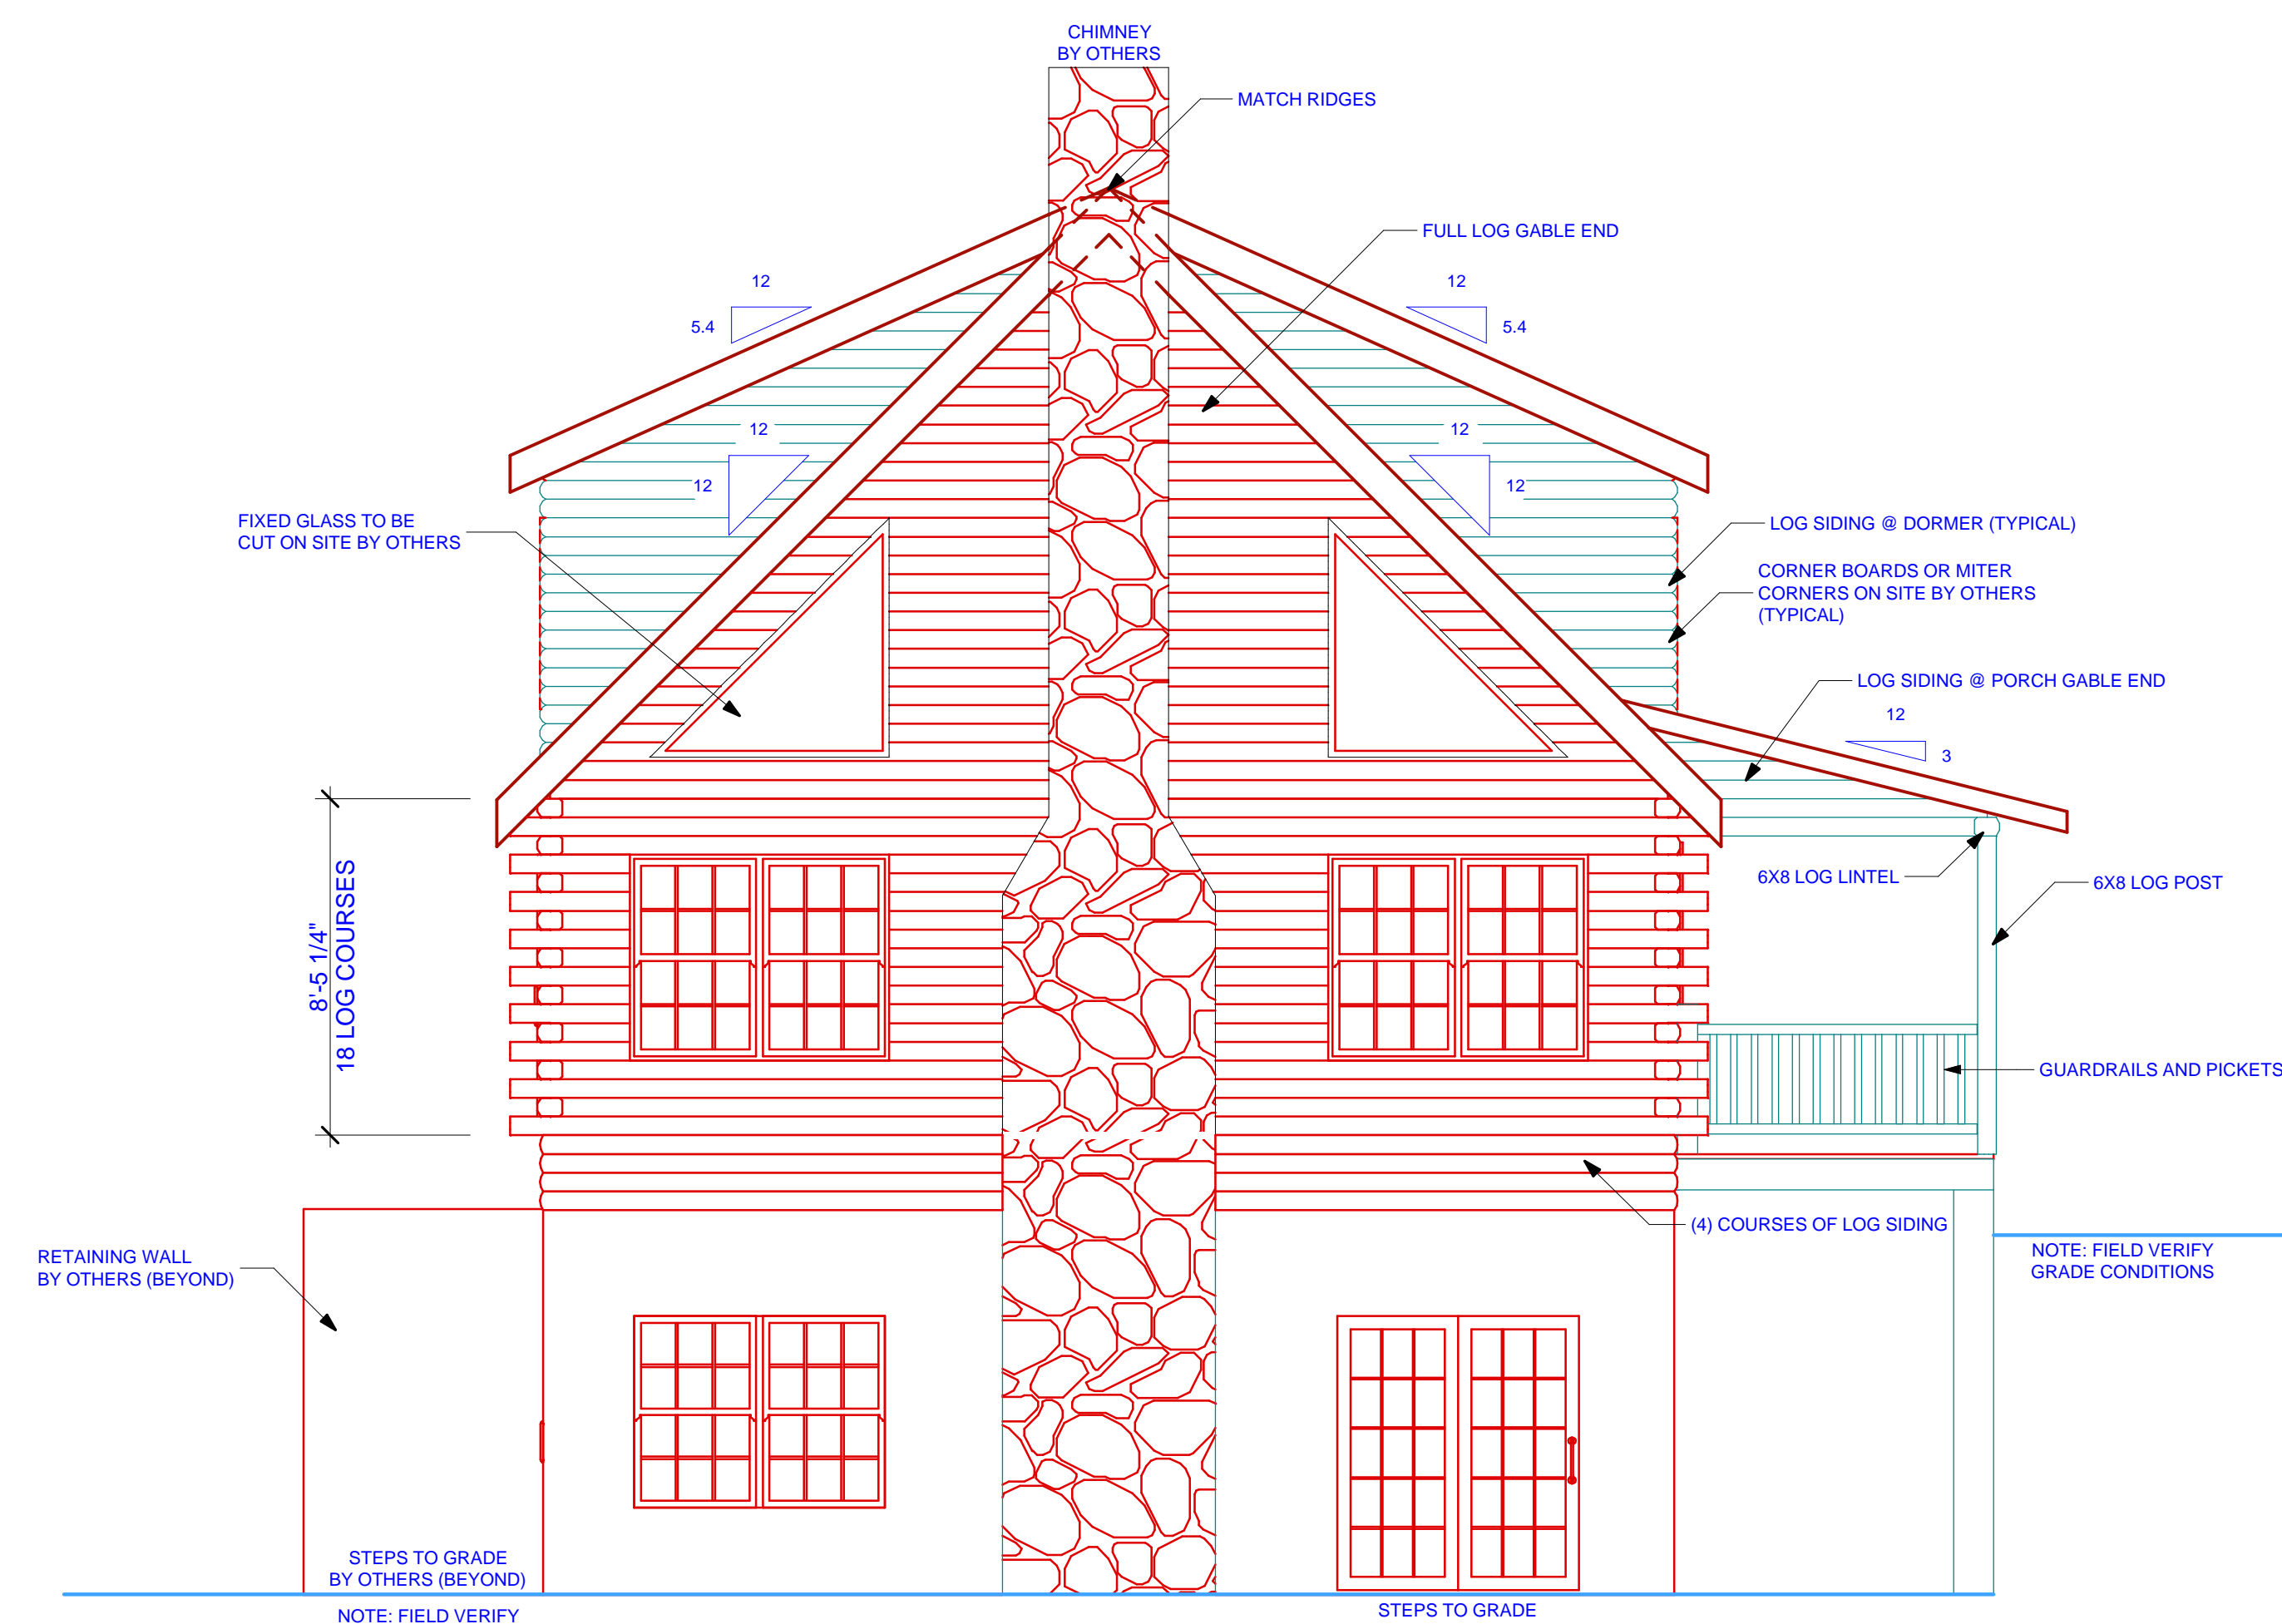 CHIMNEY
BY OTHERS
MATCH RIDGES
FULL LOG GABLE END
12
5.4
12
5.4
12
12
12
12
FIXED GLASS TO BE
CUT ON SITE BY OTHERS
LOG SIDING @ DORMER (TYPICAL)
CORNER BOARDS OR MITER
CORNERS ON SITE BY OTHERS
(TYPICAL)
LOG SIDING @ PORCH GABLE END
12
3
8'-5 1/4"
18 LOG COURSES
6X8 LOG LINTEL
6X8 LOG POST
GUARDRAILS AND PICKETS
(4) COURSES OF LOG SIDING
RETAINING WALL
BY OTHERS (BEYOND)
NOTE: FIELD VERIFY
GRADE CONDITIONS
STEPS TO GRADE
BY OTHERS (BEYOND)
NOTE: FIELD VERIFY
STEPS TO GRADE